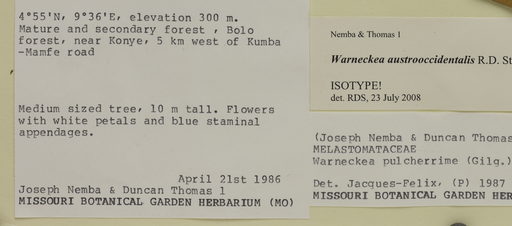 4°55'N, 9°36'E, elevation 300 m.
Mature and secondary forest , Bolo
forest, near Konye, 5 km west of Kumba
-Mamfe road
Medium sized tree, 10 m tall. Flowers
with white petals and blue staminal
appendages.
April 21st 1986
Joseph Nemba & Duncan Thomas 1
MISSOURI BOTANICAL GARDEN HERBARIUM (MO)
Nemba & Thomas 1
Warneckea austrooccidentalis R.D. St
ISOTYPE!
det. RDS, 23 July 2008
(Joseph Nemba & Duncan Thomas
MELASTOMATACEAE
Warneckea pulcherrime (Gilg.)
Det. Jacques-Felix, (P) 1987
MISSOURI BOTANICAL GARDEN HER